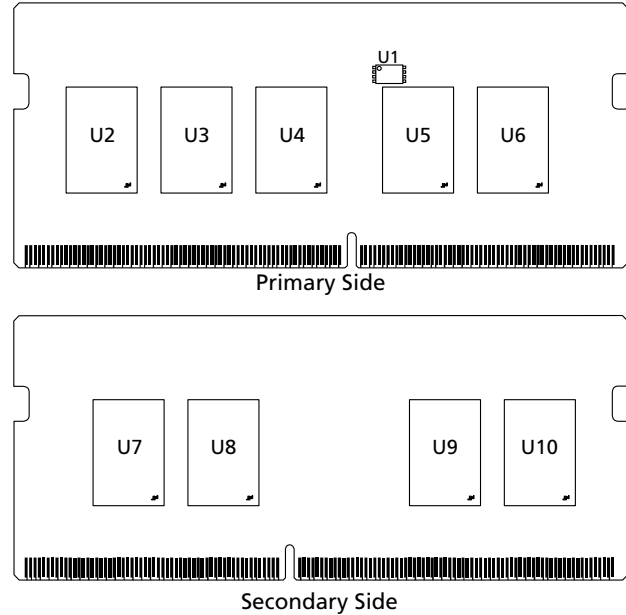 U1
U2 U3 U4 U5 U6
Primary Side
U7 U8 U9 U10
Secondary Side